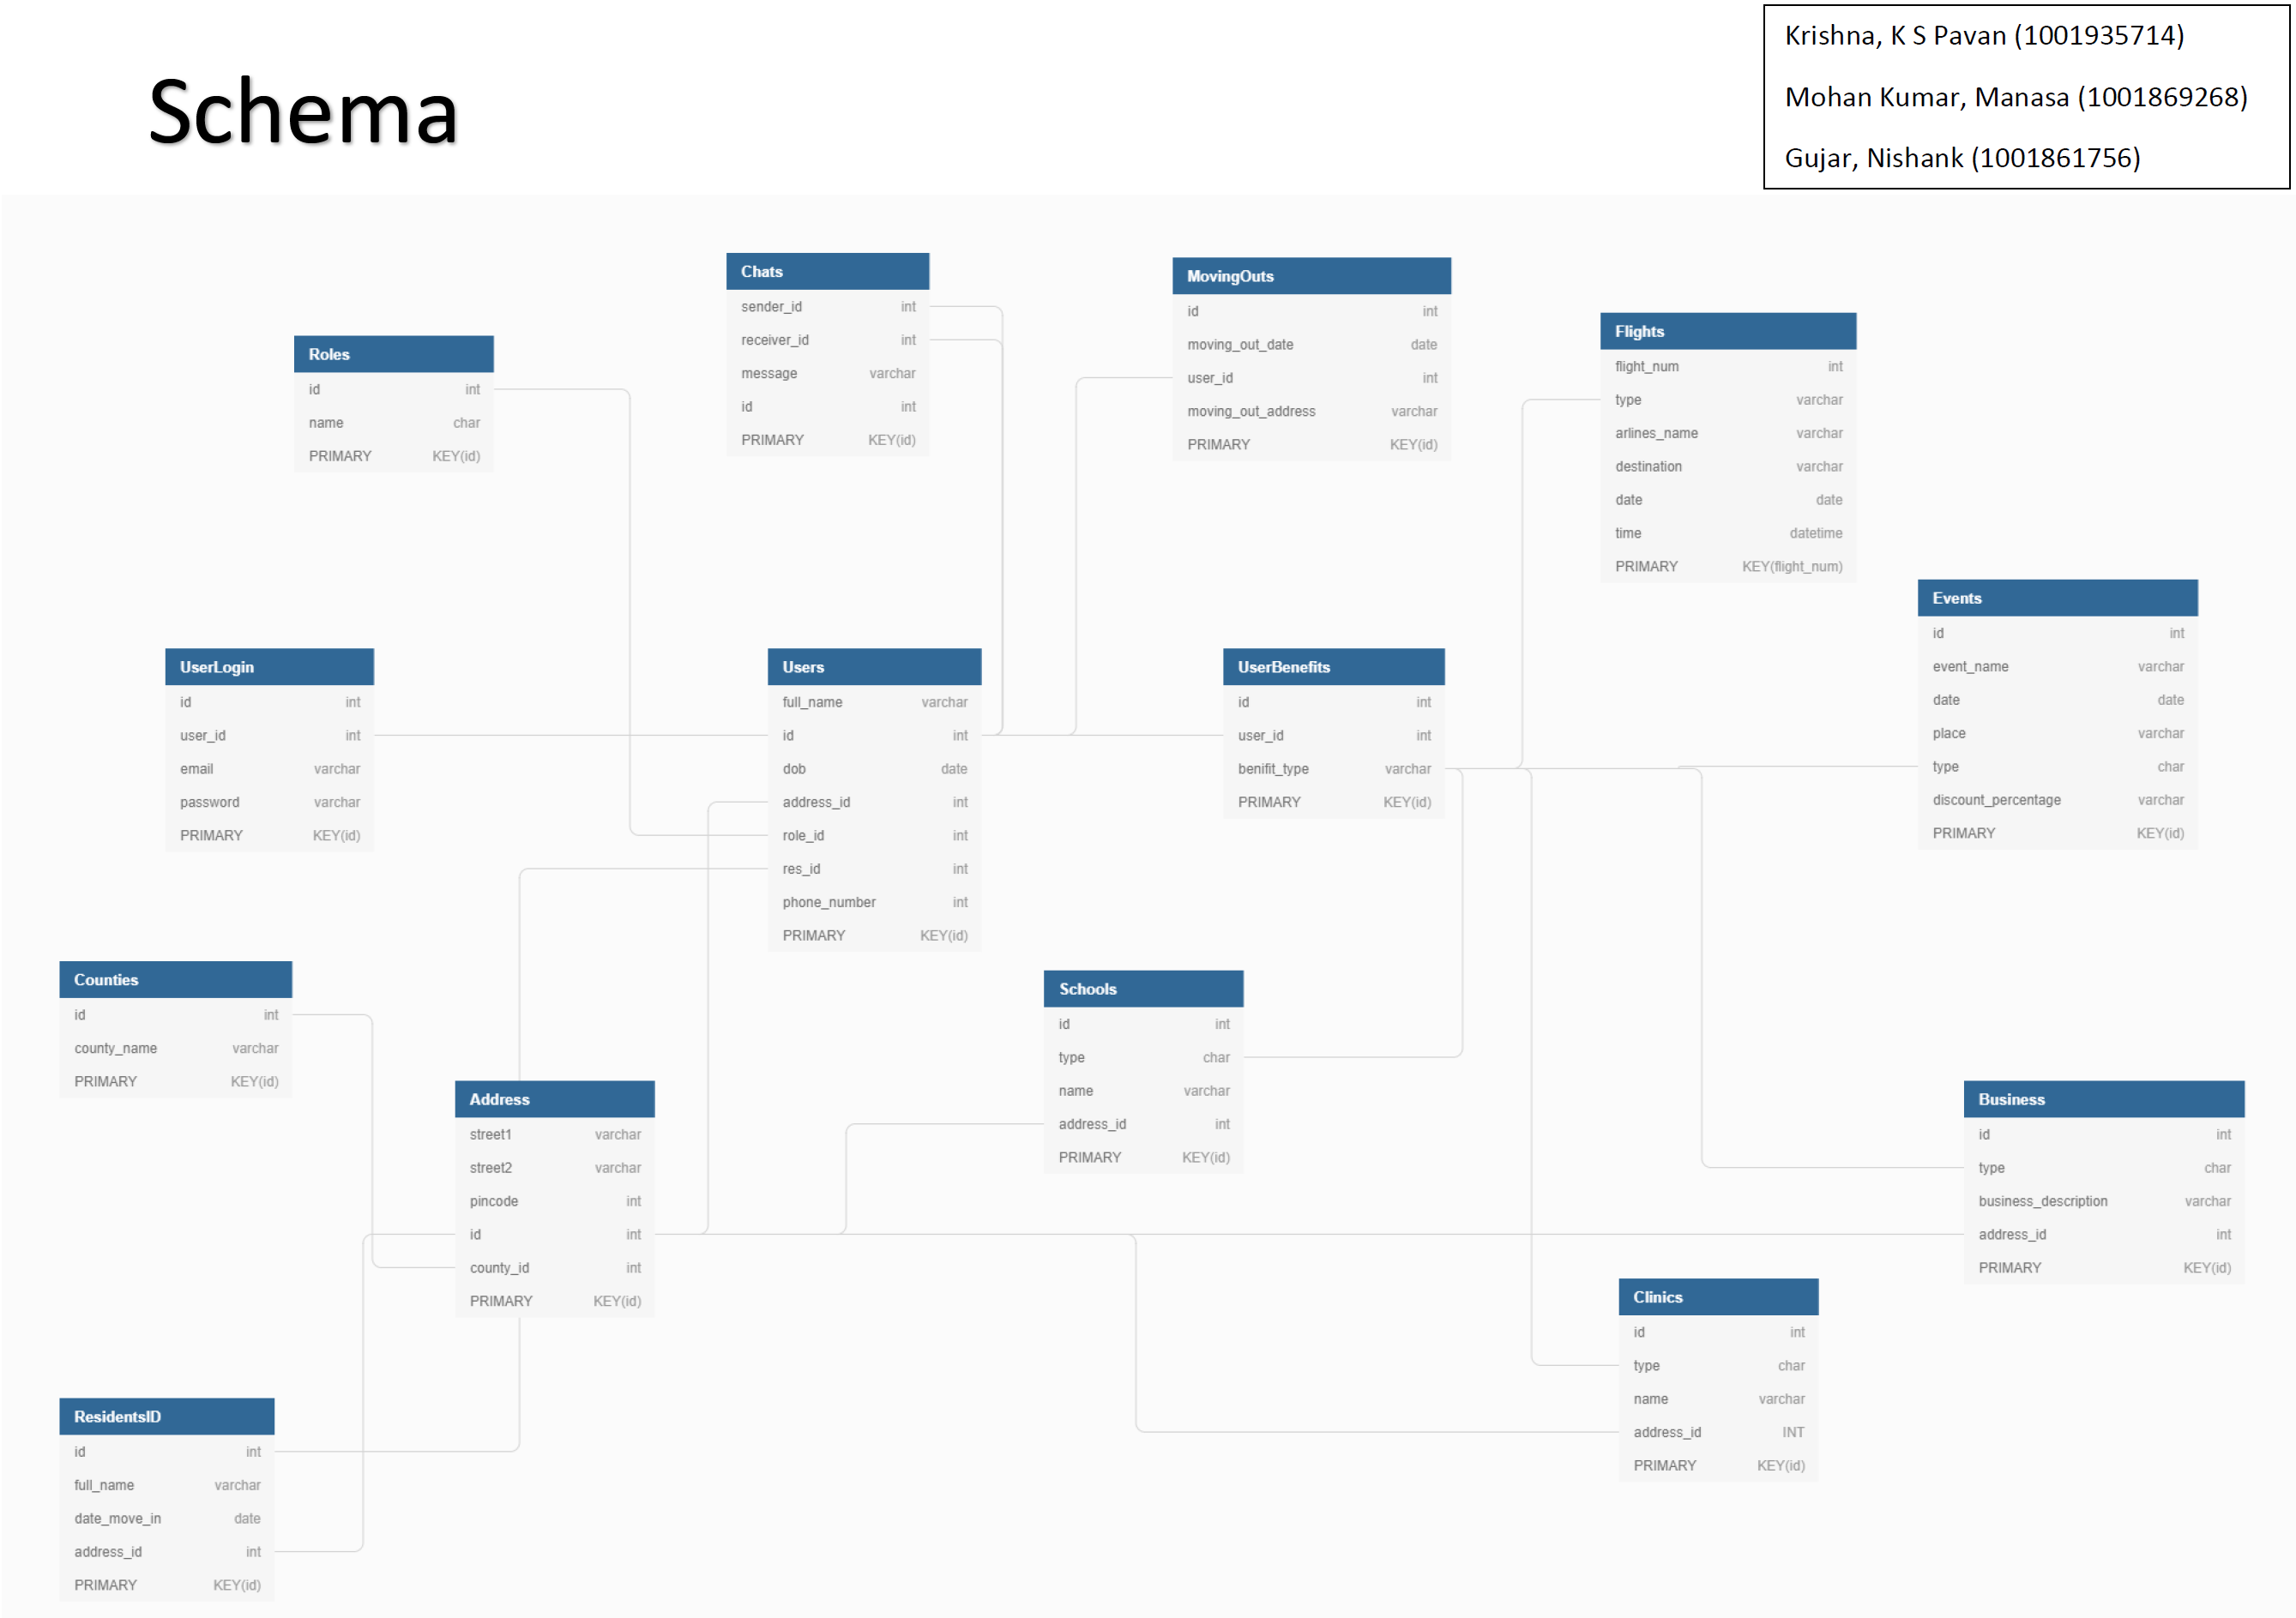 Schema
Krishna, K S Pavan (1001935714)
Mohan Kumar, Manasa (1001869268)
Gujar, Nishank (1001861756)
Chats
sender_id int
receiver_id int
message varchar
id int
PRIMARY KEY(id)
MovingOuts
id int
moving_out_date date
user_id int
moving_out_address varchar
PRIMARY KEY(id)
Flights
flight_num int
type varchar
arlines_name varchar
destination varchar
date date
time datetime
PRIMARY KEY(flight_num)
Roles
id int
name char
PRIMARY KEY(id)
Events
id int
event_name varchar
date date
place varchar
type char
discount_percentage varchar
PRIMARY KEY(id)
UserLogin
id int
user_id int
email varchar
password varchar
PRIMARY KEY(id)
Users
full_name varchar
id int
dob date
address_id int
role_id int
res_id int
phone_number int
PRIMARY KEY(id)
UserBenefits
id int
user_id int
benifit_type varchar
PRIMARY KEY(id)
Counties
id int
county_name varchar
PRIMARY KEY(id)
Schools
id int
type char
name varchar
address_id int
PRIMARY KEY(id)
Address
street1 varchar
street2 varchar
pincode int
id int
county_id int
PRIMARY KEY(id)
Business
id int
type char
business_description varchar
address_id int
PRIMARY KEY(id)
Clinics
id int
type char
name varchar
address_id INT
PRIMARY KEY(id)
ResidentsID
id int
full_name varchar
date_move_in date
address_id int
PRIMARY KEY(id)